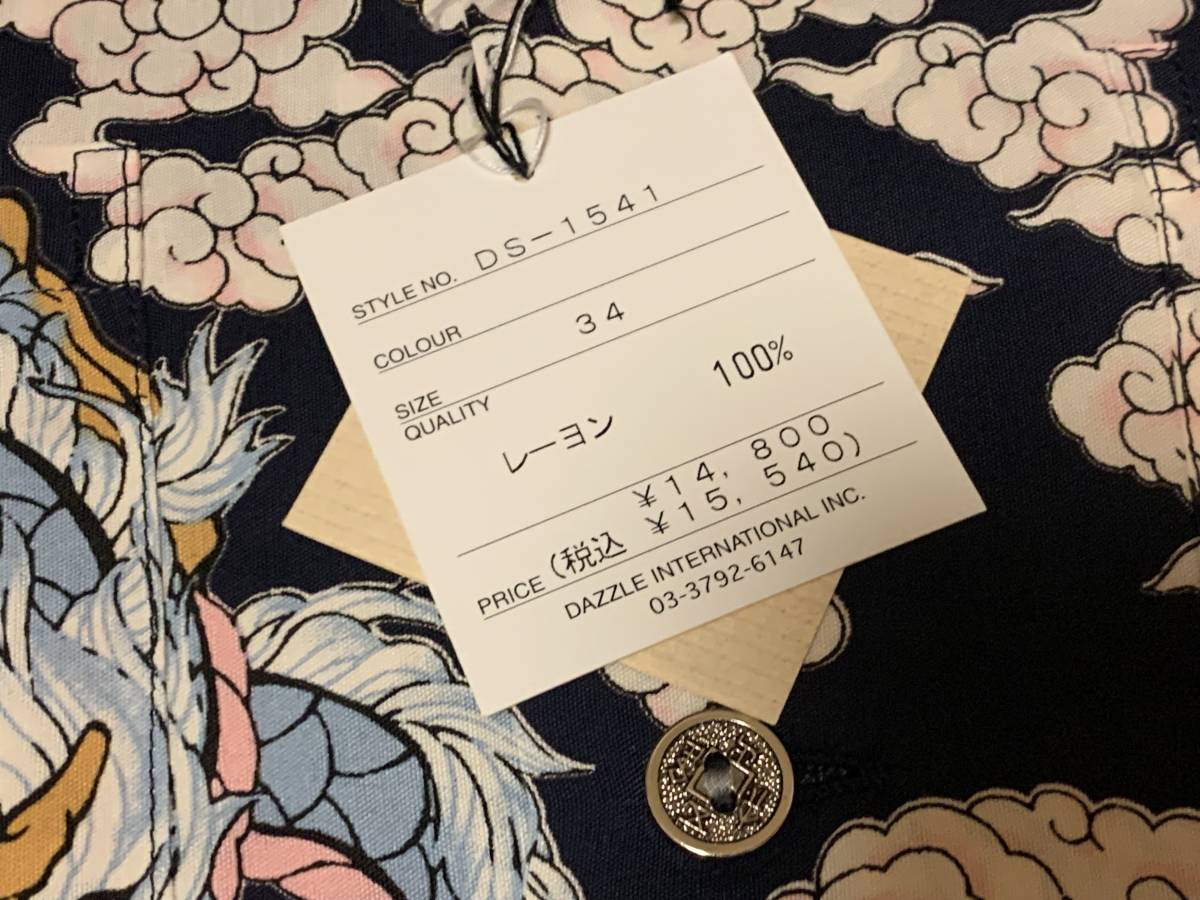 STYLE NO. DS－1541
COLOUR 34
SIZE
QUALITY
レーヨン 100%
¥14，800
PRICE (税込 ¥15，540)
DAZZLE INTERNATIONAL INC.
03-3792-6147